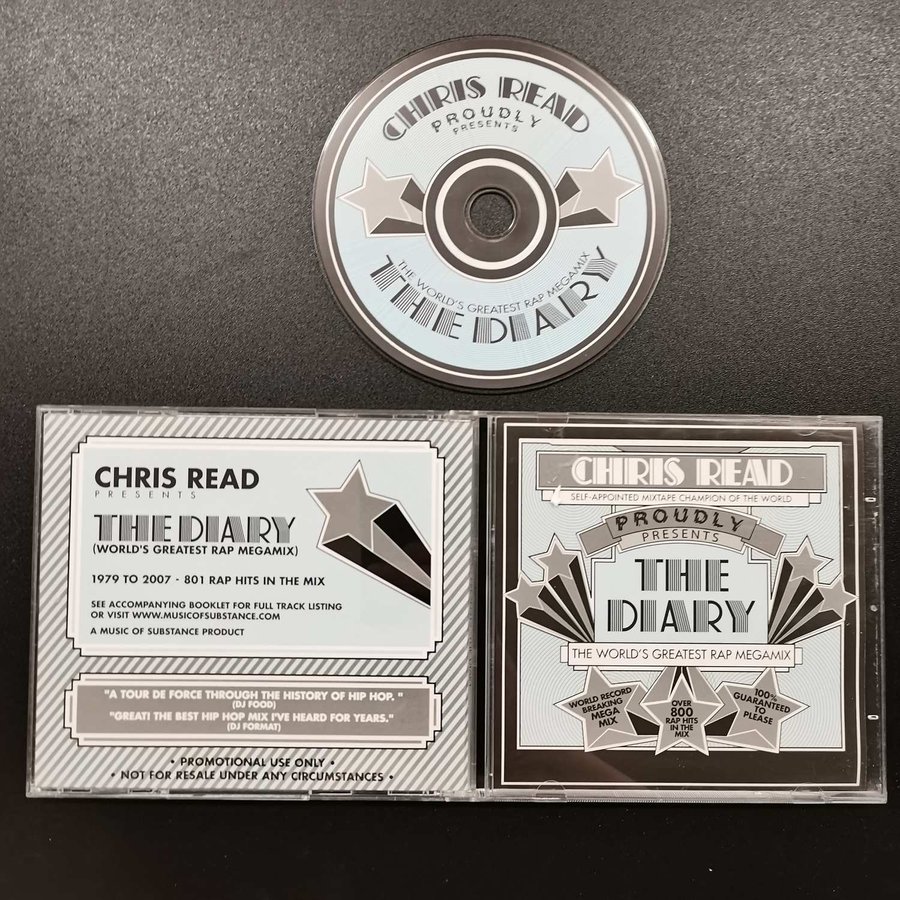 CHRIS READ
PROUDLY
PRESENTS
THE WORLD'S GREATEST RAP MEGAMIX
THE DIARY
CHRIS READ
PRESENTS
THE DIARY
(WORLD'S GREATEST RAP MEGAMIX)
1979 TO 2007 - 801 RAP HITS IN THE MIX
SEE ACCOMPANYING BOOKLET FOR FULL TRACK LISTING
OR VISIT WWW.MUSICOFSUBSTANCE.COM
A MUSIC OF SUBSTANCE PRODUCT
"A TOUR DE FORCE THROUGH THE HISTORY OF HIP HOP. "
(DJ FOOD)
"GREAT! THE BEST HIP HOP MIX I'VE HEARD FOR YEARS."
(DJ FORMAT)
• PROMOTIONAL USE ONLY •
• NOT FOR RESALE UNDER ANY CIRCUMSTANCES •
CHRIS READ
SELF-APPOINTED MIXTAPE CHAMPION OF THE WORLD
PROUDLY
PRESENTS
THE
DIARY
THE WORLD'S GREATEST RAP MEGAMIX
WORLD RECORD
BREAKING
MEGA
MIX
OVER
800
RAP HITS
IN THE
MIX
100%
GUARANTEED
TO
PLEASE